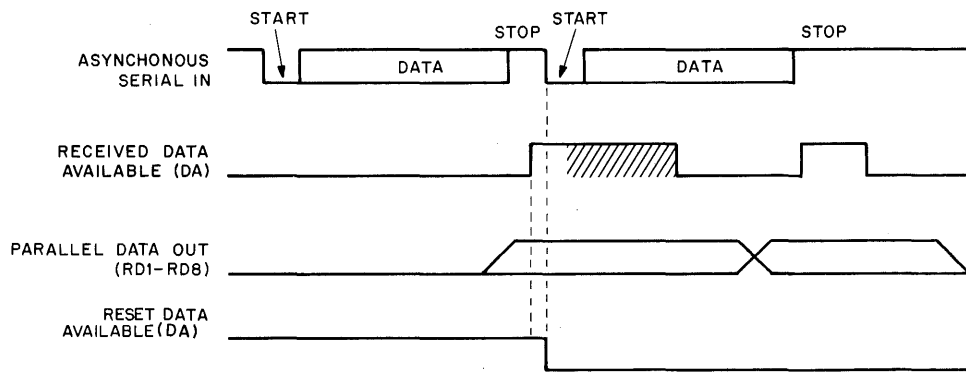 START
START
STOP
STOP
ASYNCHONOUS
SERIAL IN
DATA
DATA
RECEIVED DATA
AVAILABLE (DA)
PARALLEL DATA OUT
(RD1-RD8)
RESET DATA
AVAILABLE(DA)